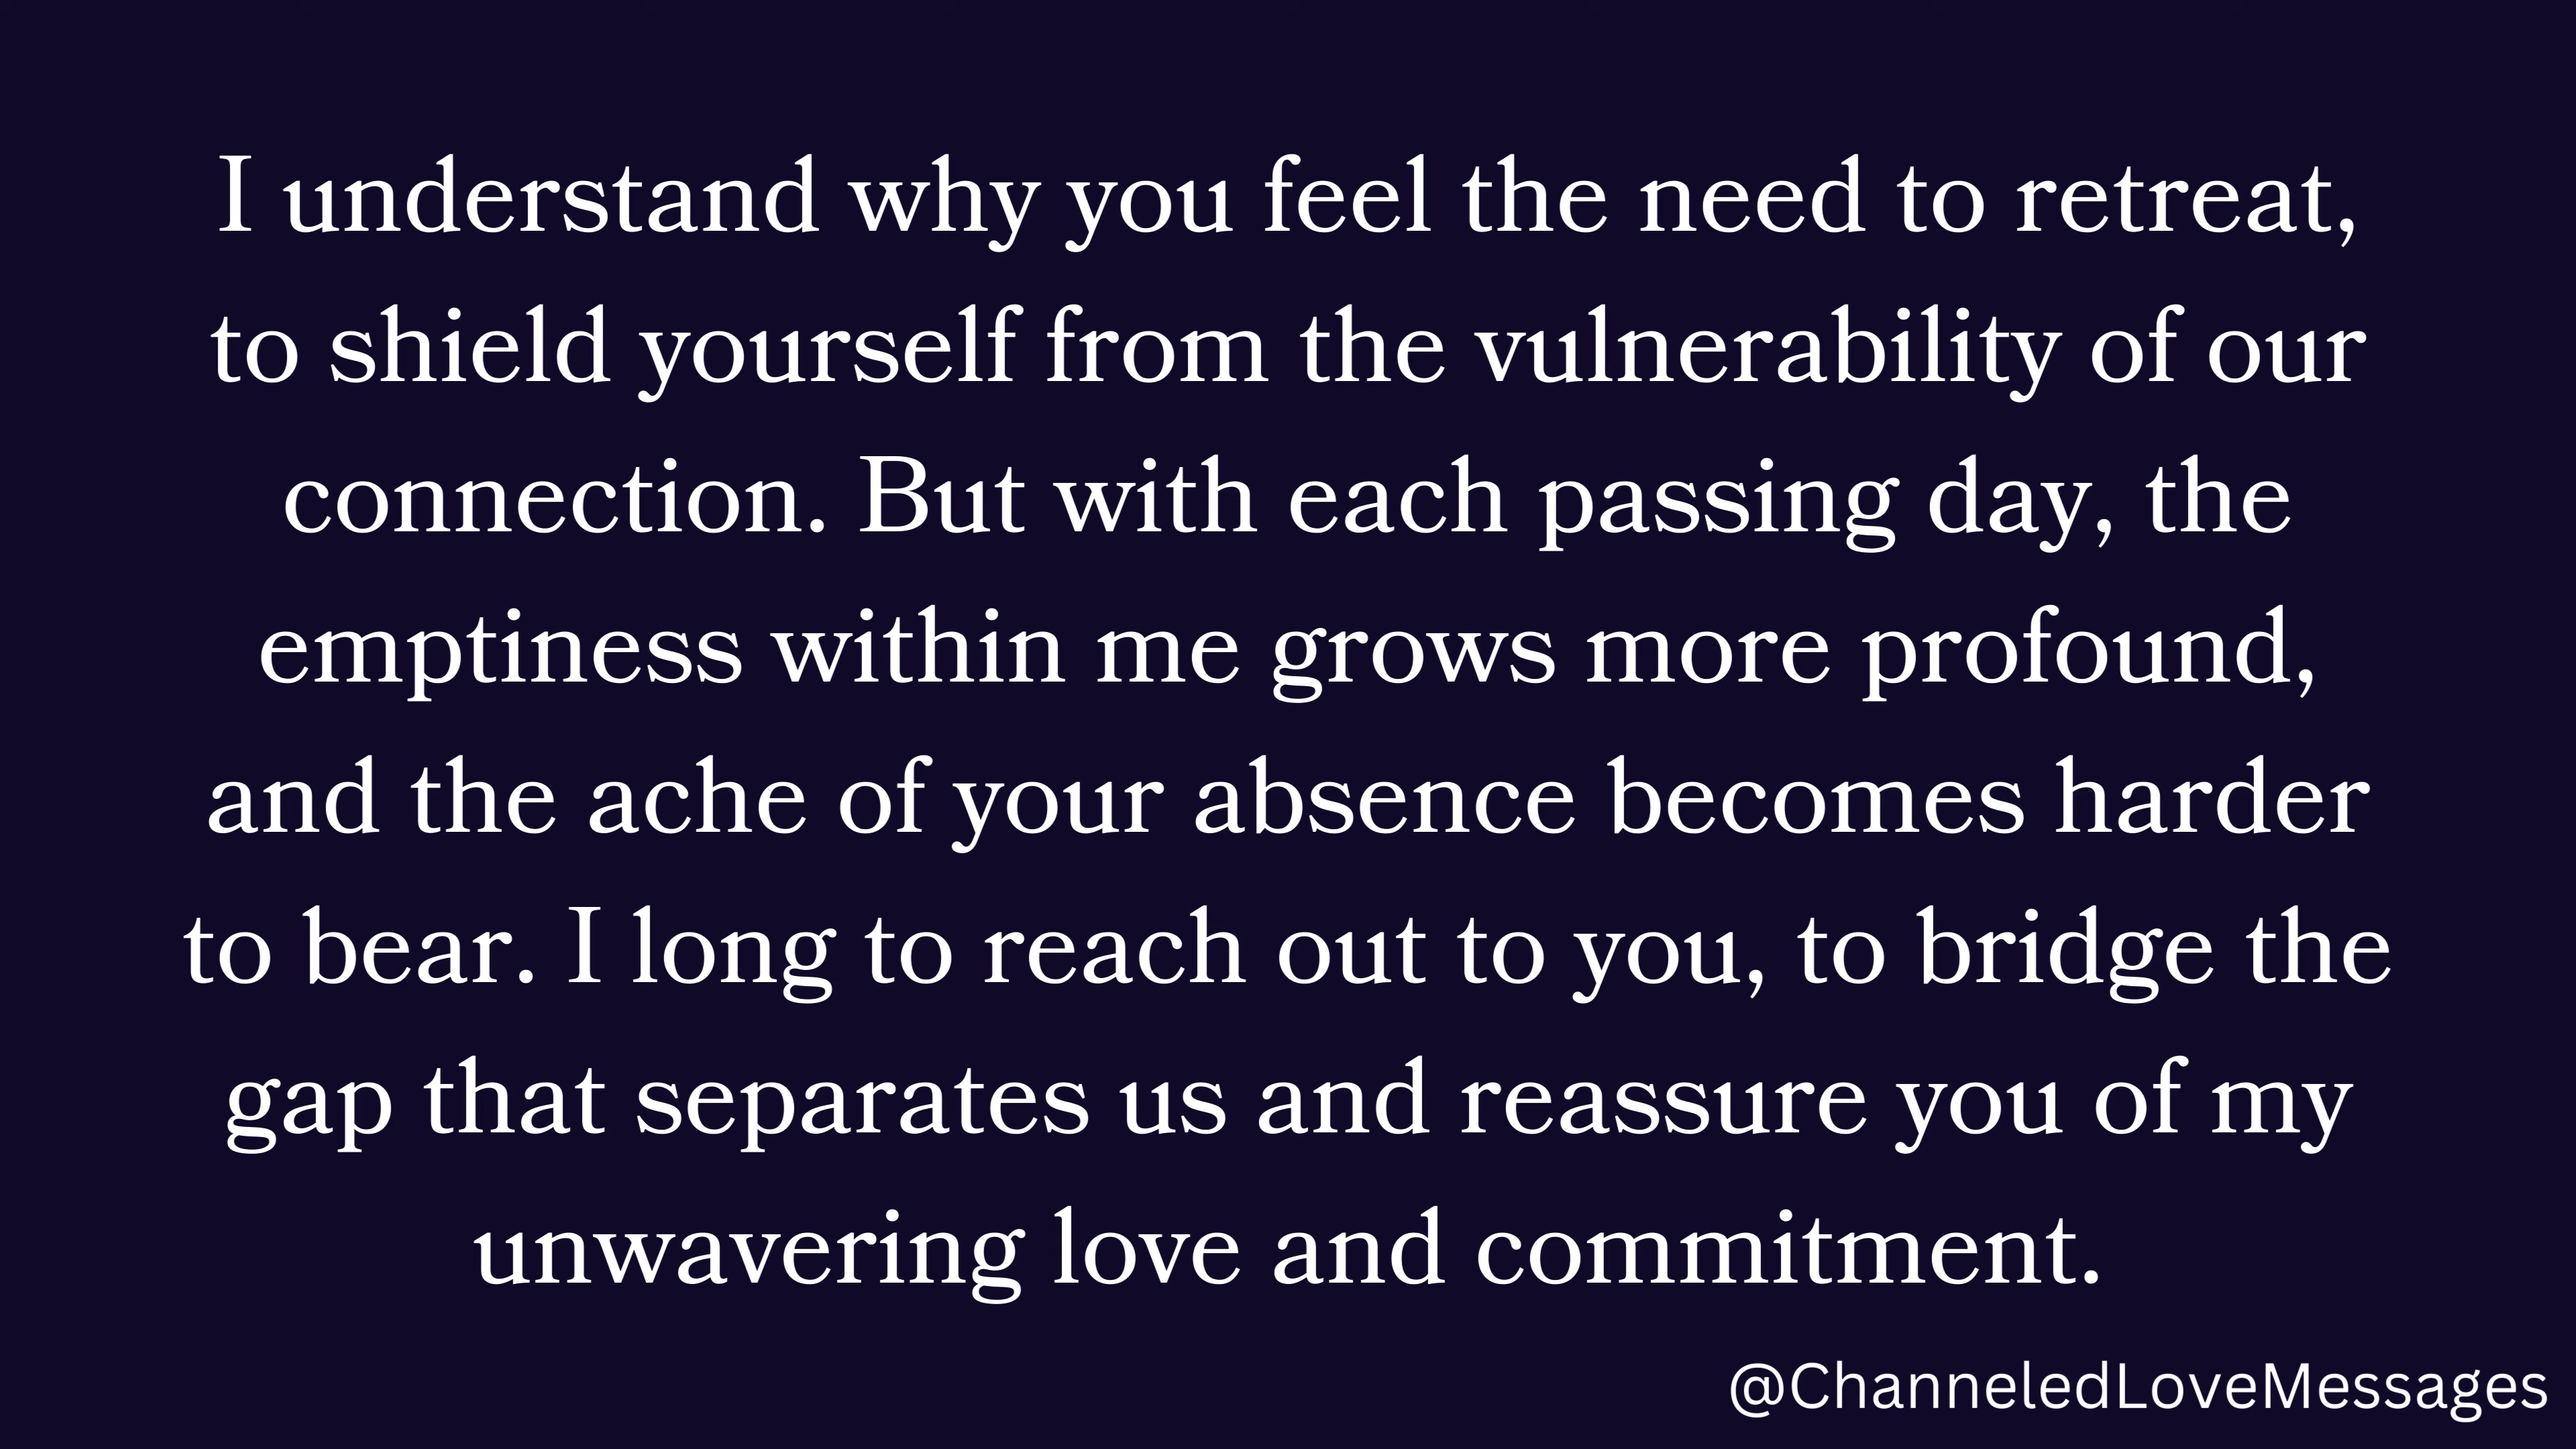 I understand why you feel the need to retreat,
to shield yourself from the vulnerability of our
connection. But with each passing day, the
emptiness within me grows more profound,
and the ache of your absence becomes harder
to bear. I long to reach out to you, to bridge the
gap that separates us and reassure you of my
unwavering love and commitment.
@ChanneledLoveMessages